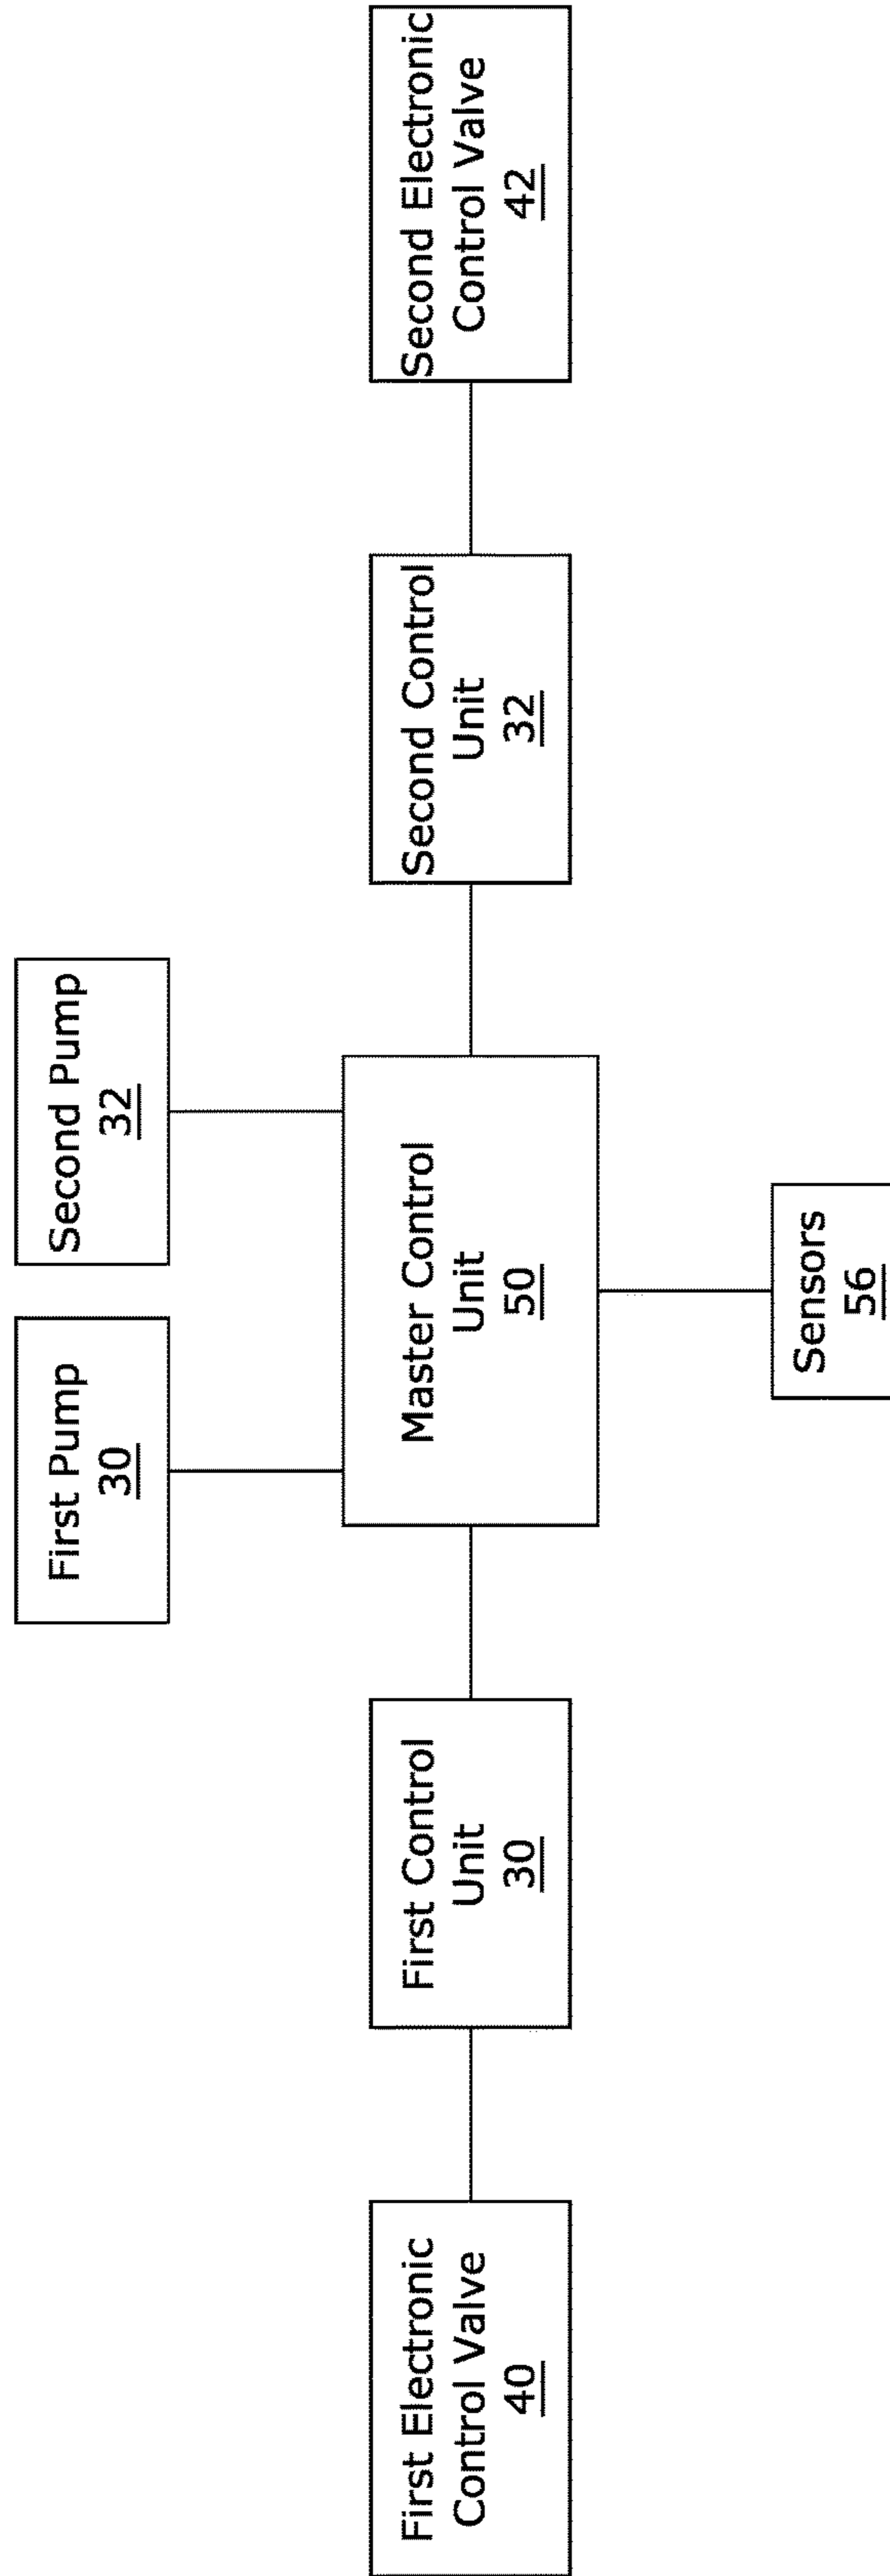 First Pump
30
Second Pump
32
First Electronic
Control Valve
40
First Control
Unit
30
Master Control
Unit
50
Second Control
Unit
32
Second Electronic
Control Valve
42
Sensors
56